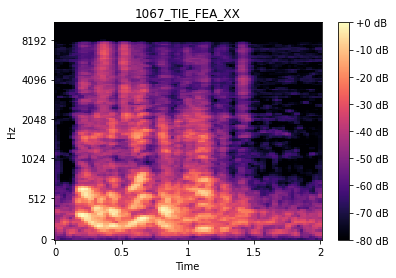 1067_TIE_FEA_XX
+0 dB
8192
-10 dB
4096
-20 dB
-30 dB
2048
Hz
-40 dB
1024
-50 dB
512
-60 dB
-70 dB
0
-80 dB
0
0.5
1
1.5
2
Time